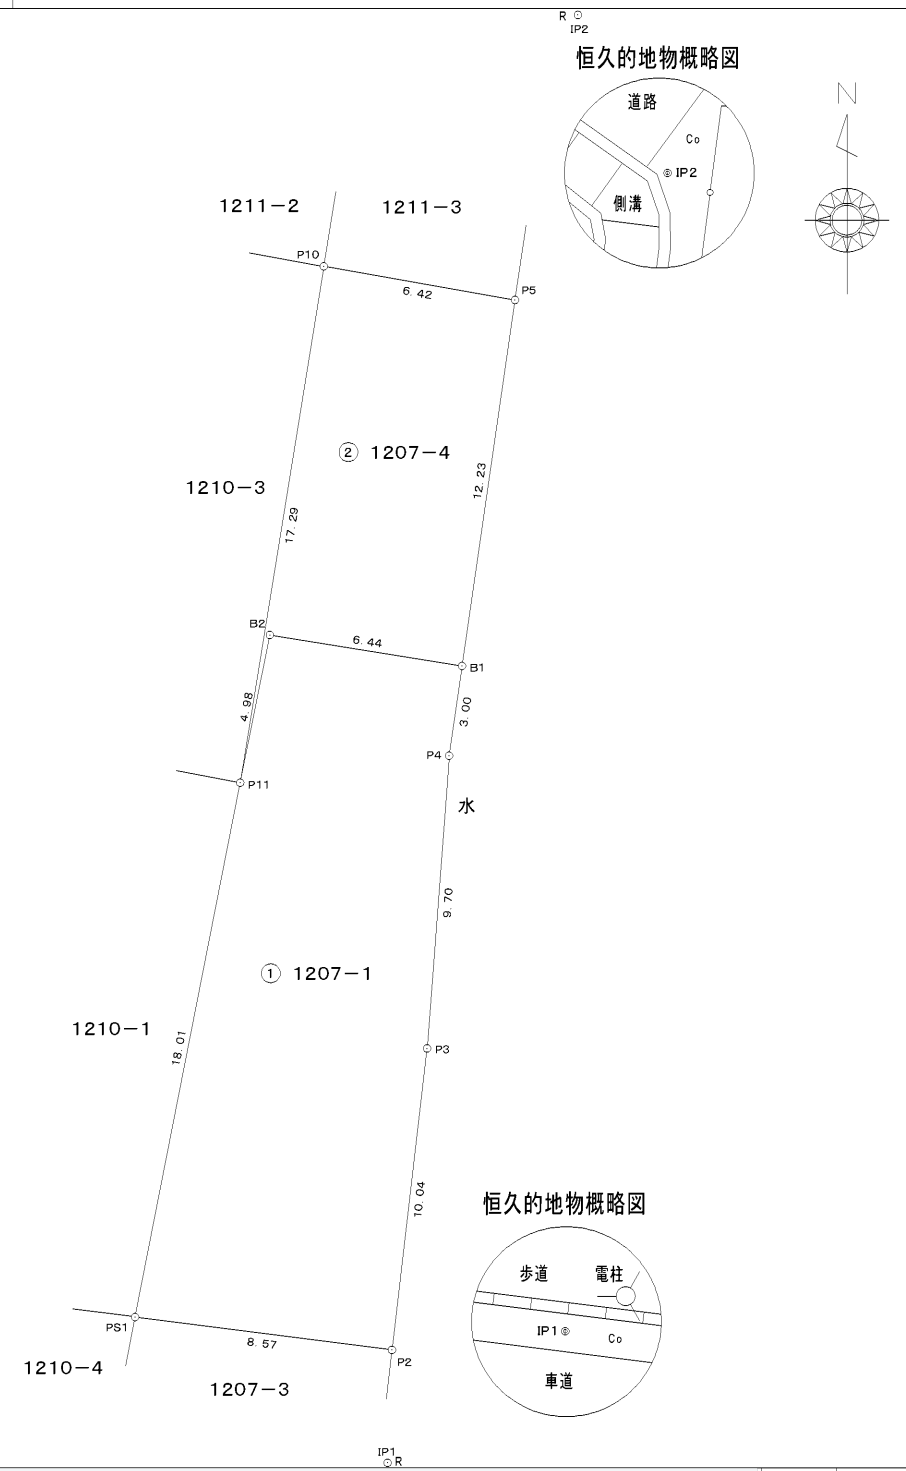 R
IP2
恒久的地物概略図
道路
N
Co
IP2
側溝
1211-2
1211-3
P10
6.42
P5
② 1207-4
12.23
1210-3
17.29
B2
6.44
B1
4.98
3.00
P4
P11
水
9.70
① 1207-1
1210-1
18.01
P3
10.04
恒久的地物概略図
歩道
電柱
IP1
Co
車道
PS1
8.57
P2
1210-4
1207-3
IP1
R